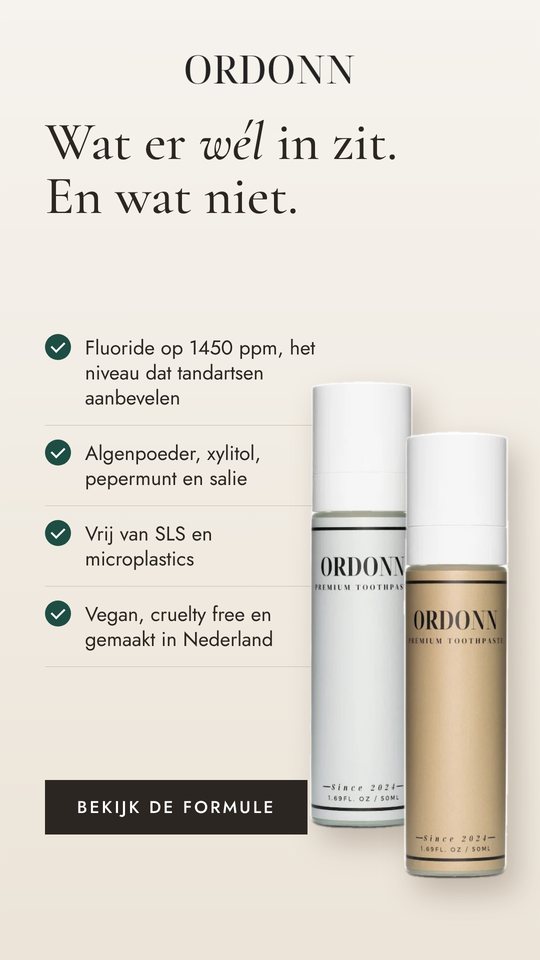 ORDONN
Wat er wél in zit.
En wat niet.
Fluoride op 1450 ppm, het
niveau dat tandartsen
aanbevelen
Algenpoeder, xylitol,
pepermunt en salie
Vrij van SLS en
microplastics
Vegan, cruelty free en
gemaakt in Nederland
BEKIJK DE FORMULE
ORDONN
PREMIUM TOOTHPAS
Since 2024
1.69FL. OZ / 50ML
ORDONN
PREMIUM TOOTHPASTE
Since 2024
1.69FL. OZ / 50ML